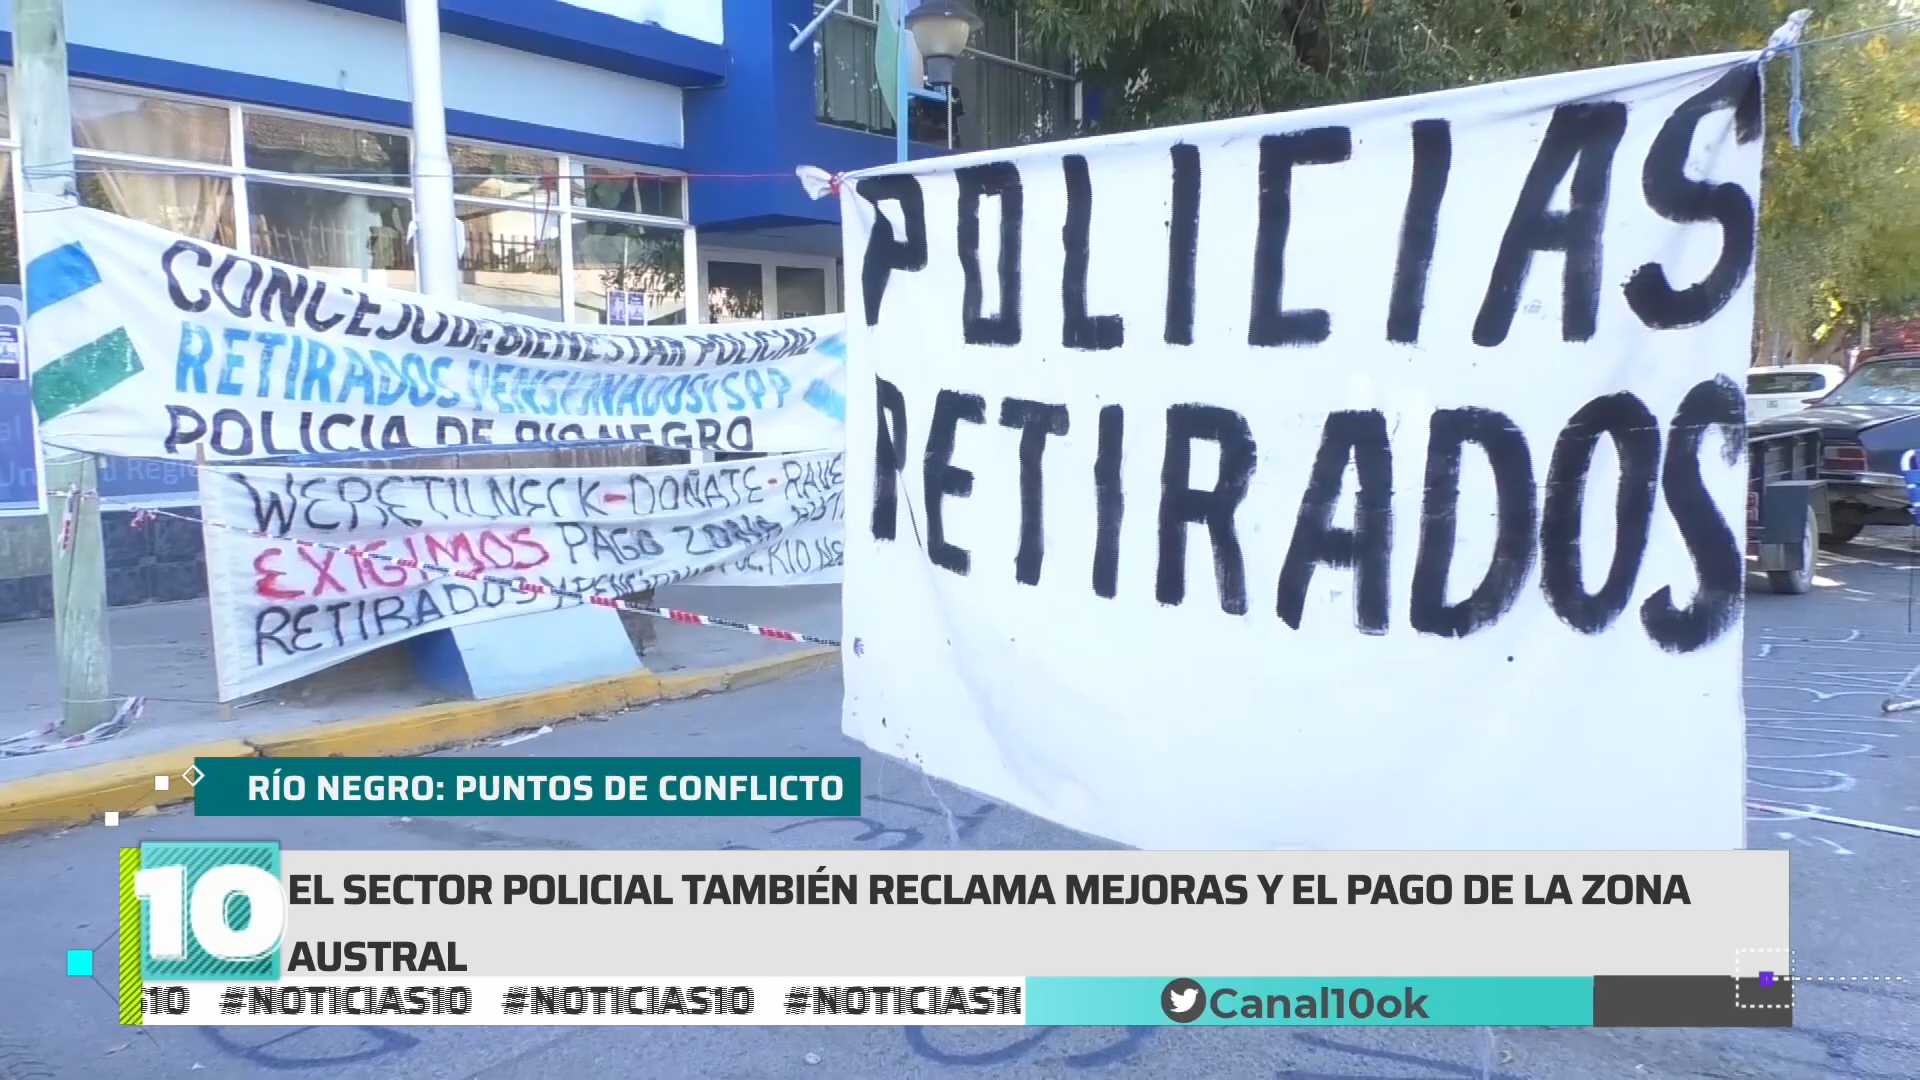 POLICIAS
RETIRADOS
CONCEJO DE BIENESTAR POLICIAL
RETIRADOS PENSIONADOS Y SPP
POLICIA DE RIO NEGRO
WERETILNECK-DOÑATE-
EXIGIMOS PAGO ZONA
RETIRADOS Y
RÍO NEGRO: PUNTOS DE CONFLICTO
10
EL SECTOR POLICIAL TAMBIÉN RECLAMA MEJORAS Y EL PAGO DE LA ZONA
AUSTRAL
#NOTICIAS10 #NOTICIAS10
Canal10ok